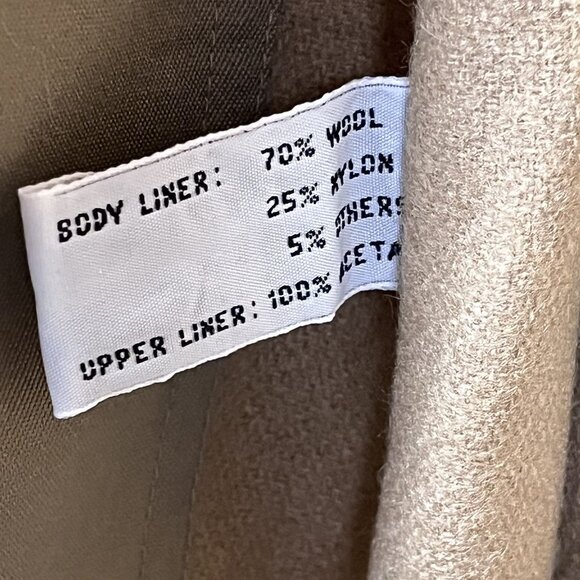 BODY LINER: 70% WOOL
25% NYLON
5% OTHERS
UPPER LINER: 100% ACETA